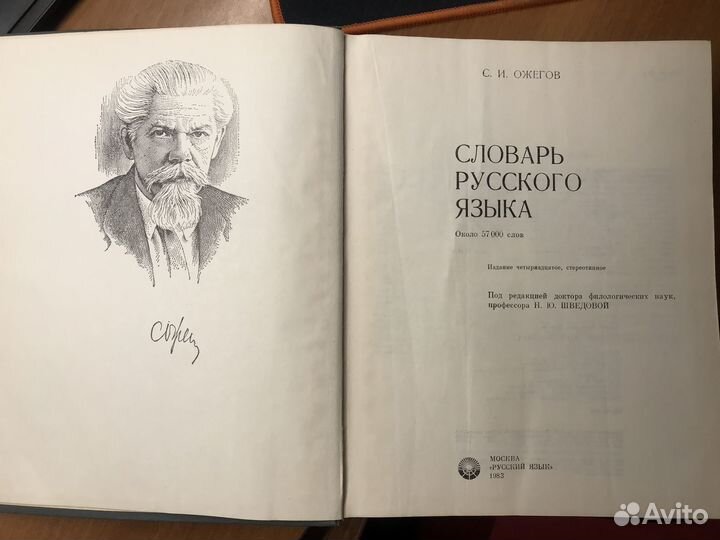 С. И. ОЖЕГОВ
СЛОВАРЬ
РУССКОГО
ЯЗЫКА
Около 57 000 слов
Издание четырнадцатое, стереотипное
Под редакцией доктора филологических наук,
профессора Н. Ю. ШВЕДОВОЙ
МОСКВА
«РУССКИЙ ЯЗЫК»
1983
Avito